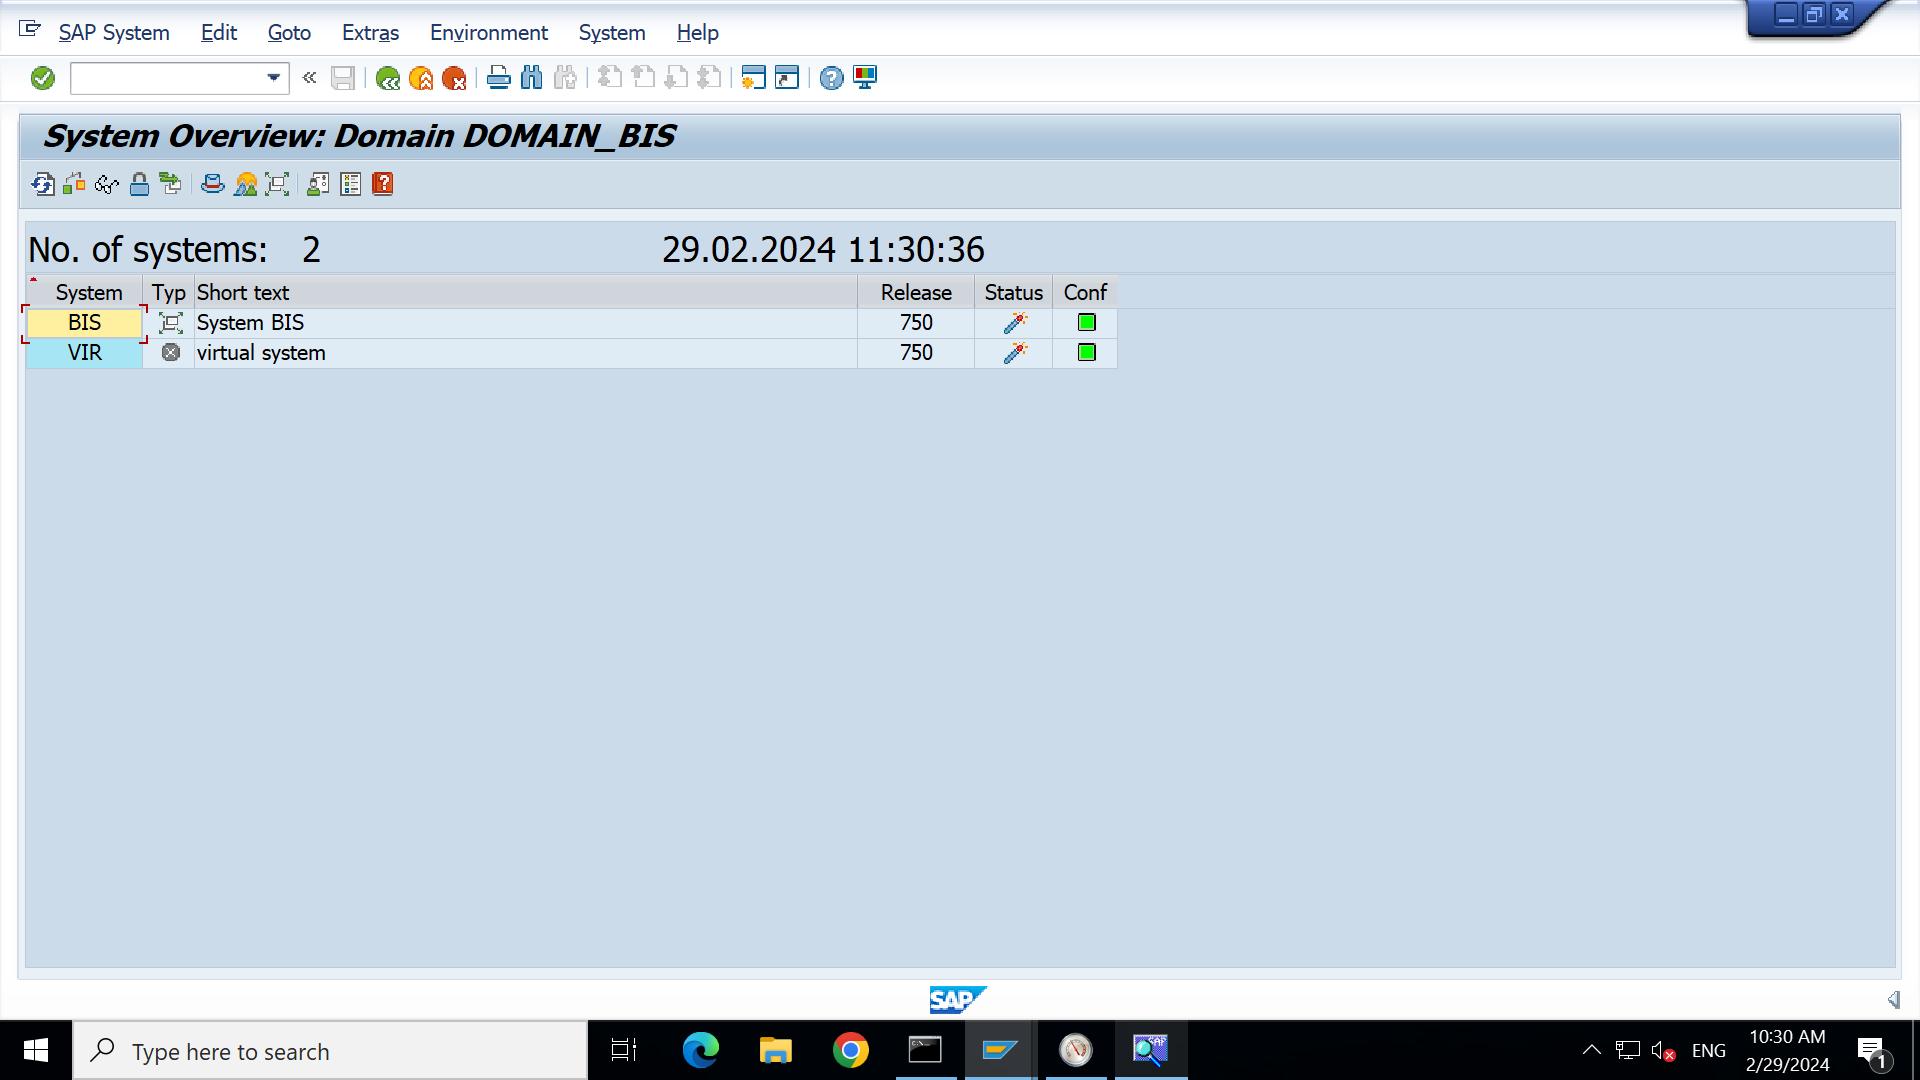 SAP System Edit Goto Extras Environment System Help
System Overview: Domain DOMAIN_BIS
No. of systems: 2 29.02.2024 11:30:36
System Typ Short text Release Status Conf
BIS System BIS 750
VIR virtual system 750
SAP
Type here to search
ENG
10:30 AM
2/29/2024
1